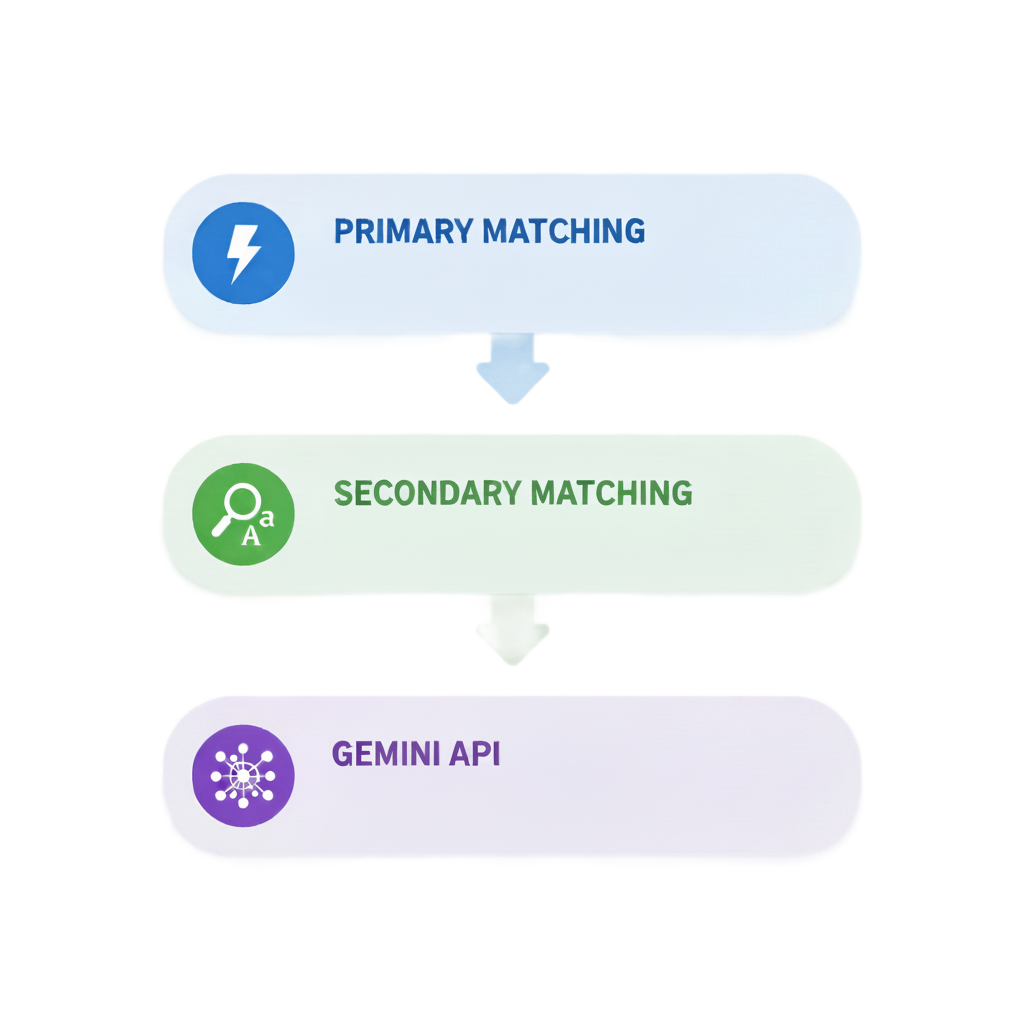 PRIMARY MATCHING
SECONDARY MATCHING
a
A
GEMINI API